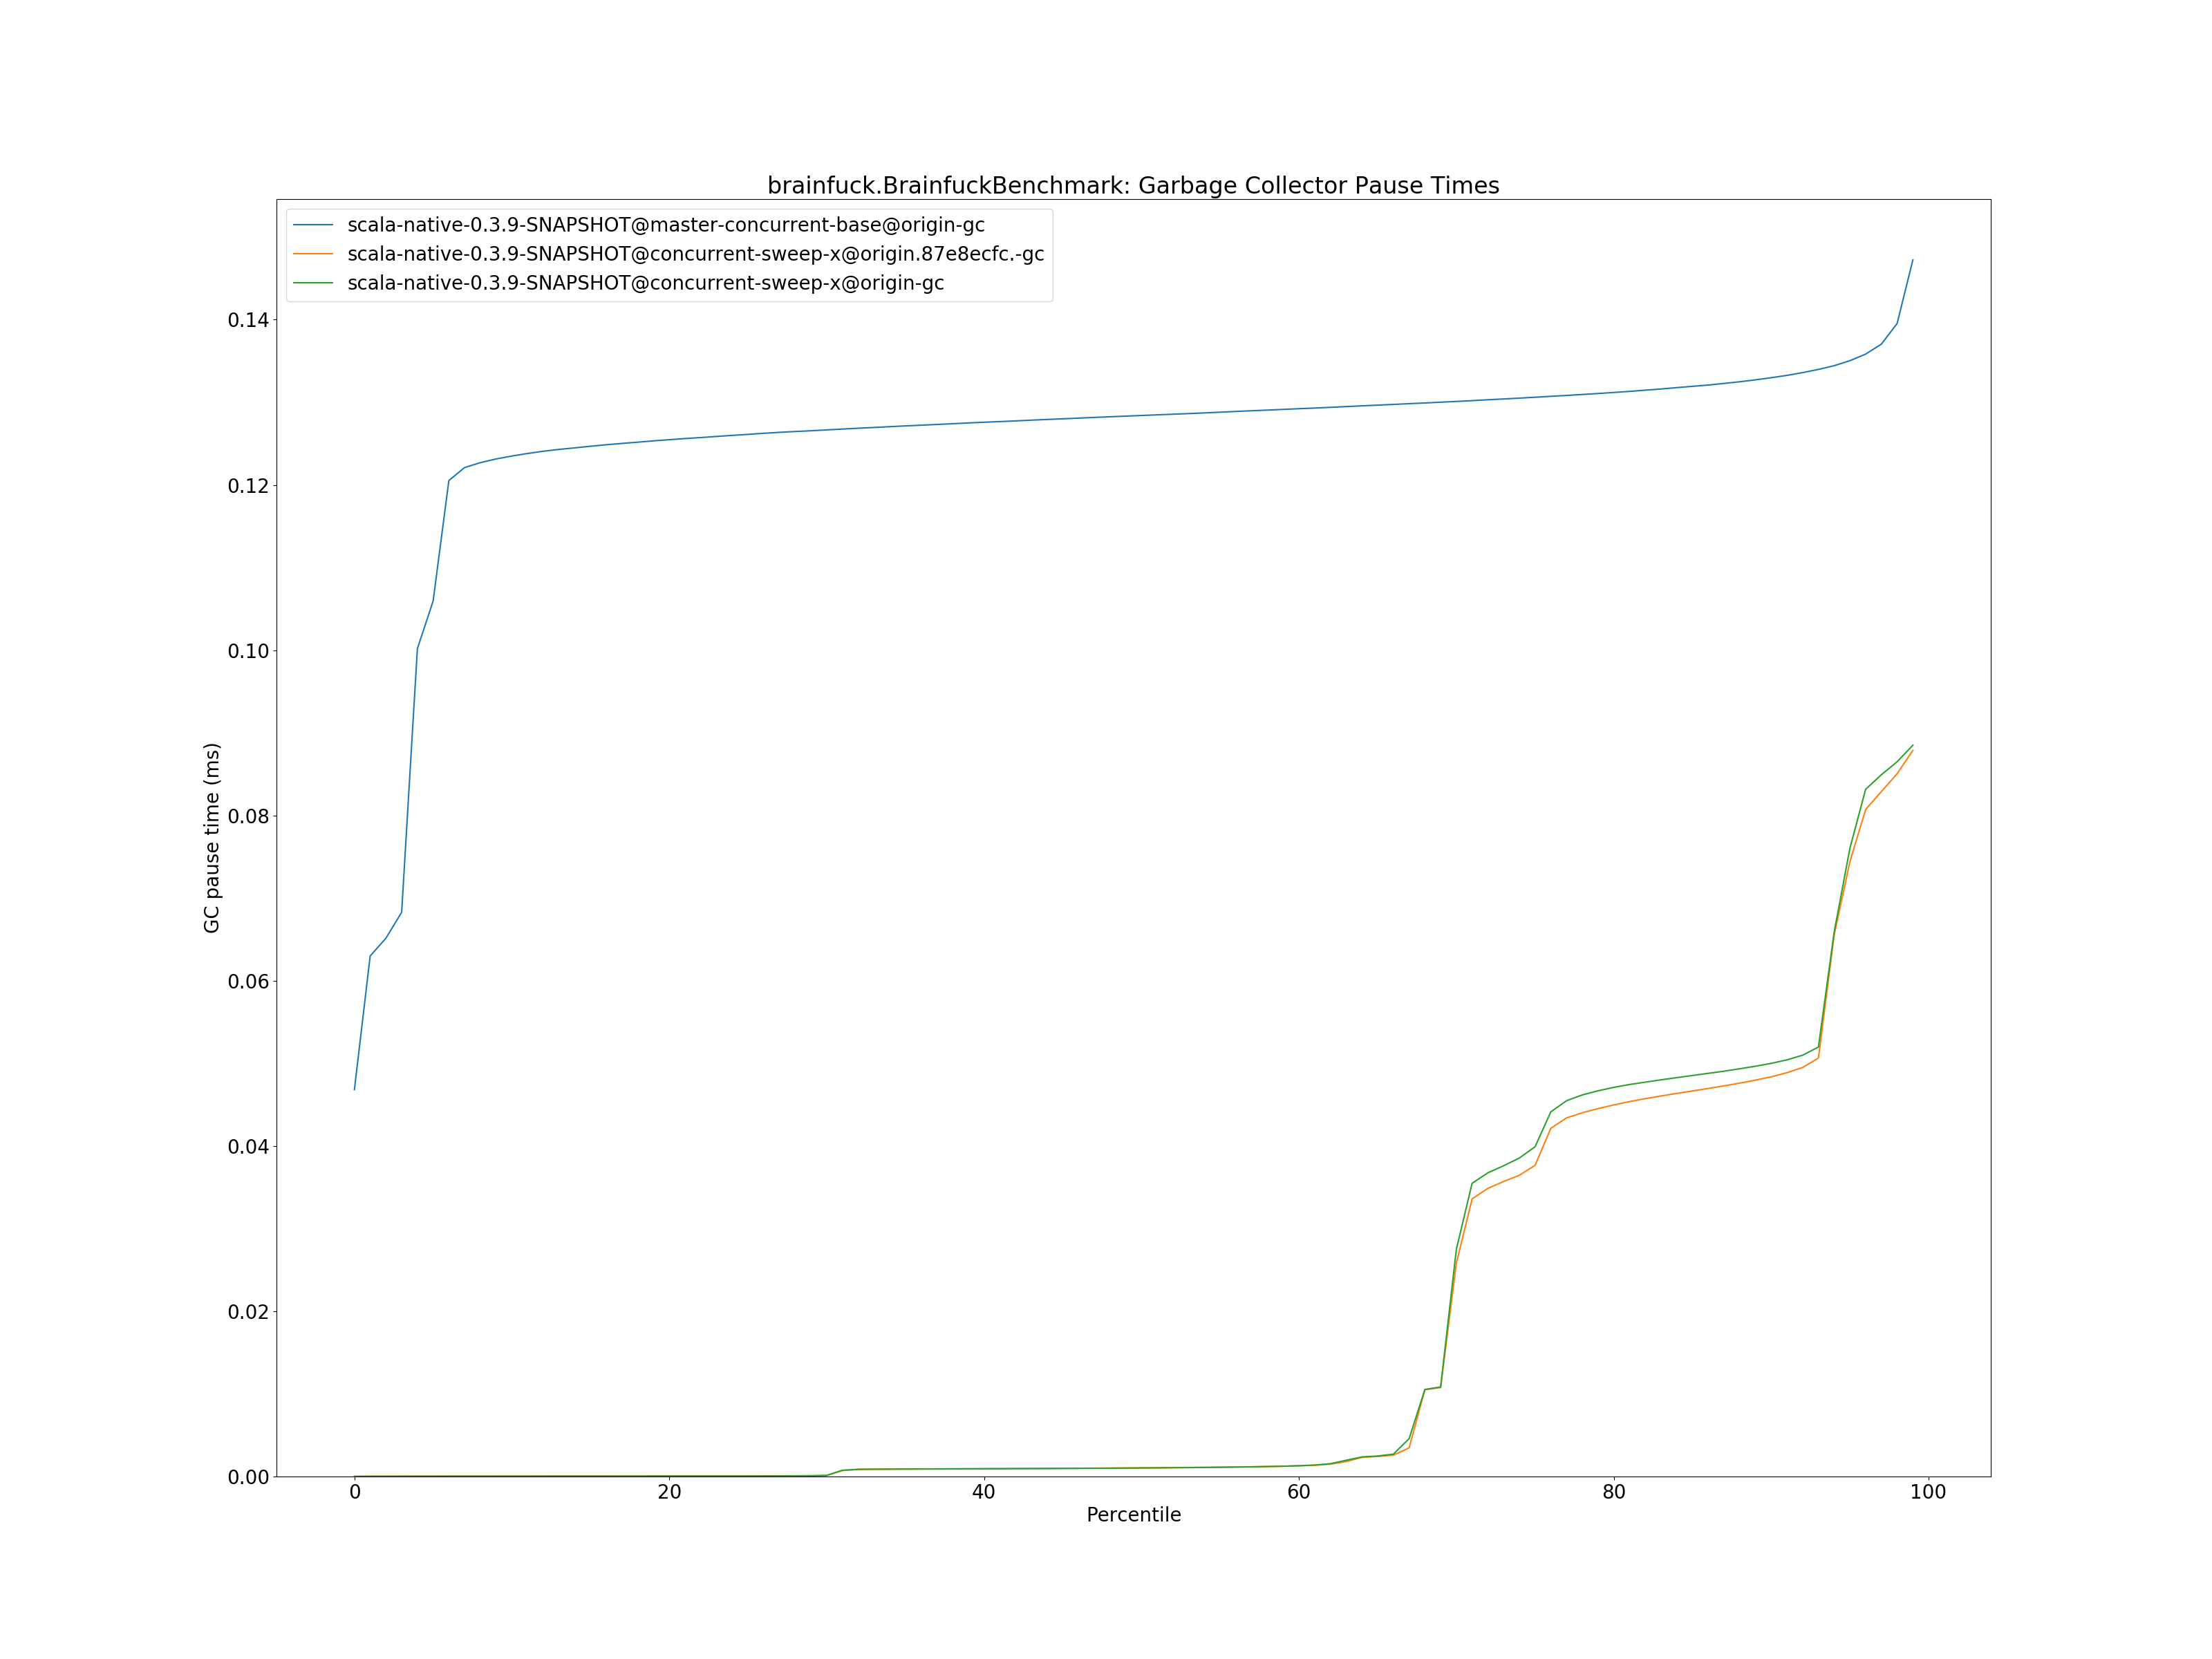 brainfuck.BrainfuckBenchmark: Garbage Collector Pause Times
scala-native-0.3.9-SNAPSHOT@master-concurrent-base@origin-gc
scala-native-0.3.9-SNAPSHOT@concurrent-sweep-x@origin.87e8ecfc.-gc
scala-native-0.3.9-SNAPSHOT@concurrent-sweep-x@origin-gc
GC pause time (ms)
0.14
0.12
0.10
0.08
0.06
0.04
0.02
0.00
0 20 40 60 80 100
Percentile